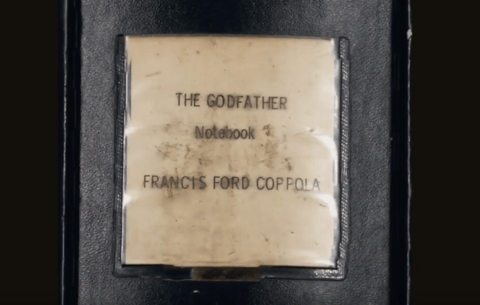 THE GODFATHER
Notebook
FRANCIS FORD COPPOLA